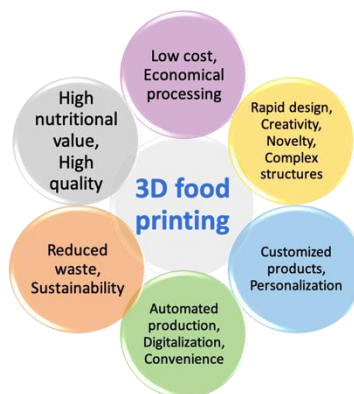 Low cost,
Economical
processing
Rapid design,
Creativity,
Novelty,
Complex
structures
Customized
products,
Personalization
Automated
production,
Digitalization,
Convenience
Reduced
waste,
Sustainability
High
nutritional
value,
High
quality
3D food
printing